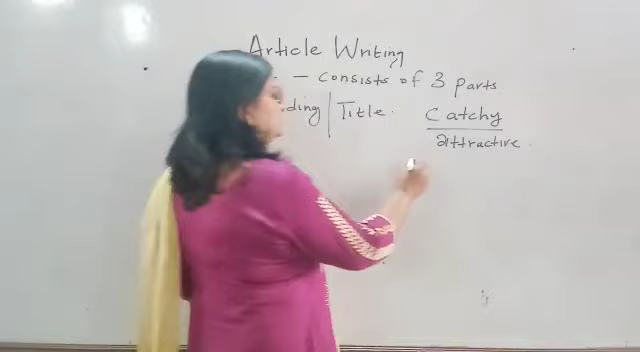 Article Writing
— consists of 3 parts
ding | Title. Catchy
attractive.